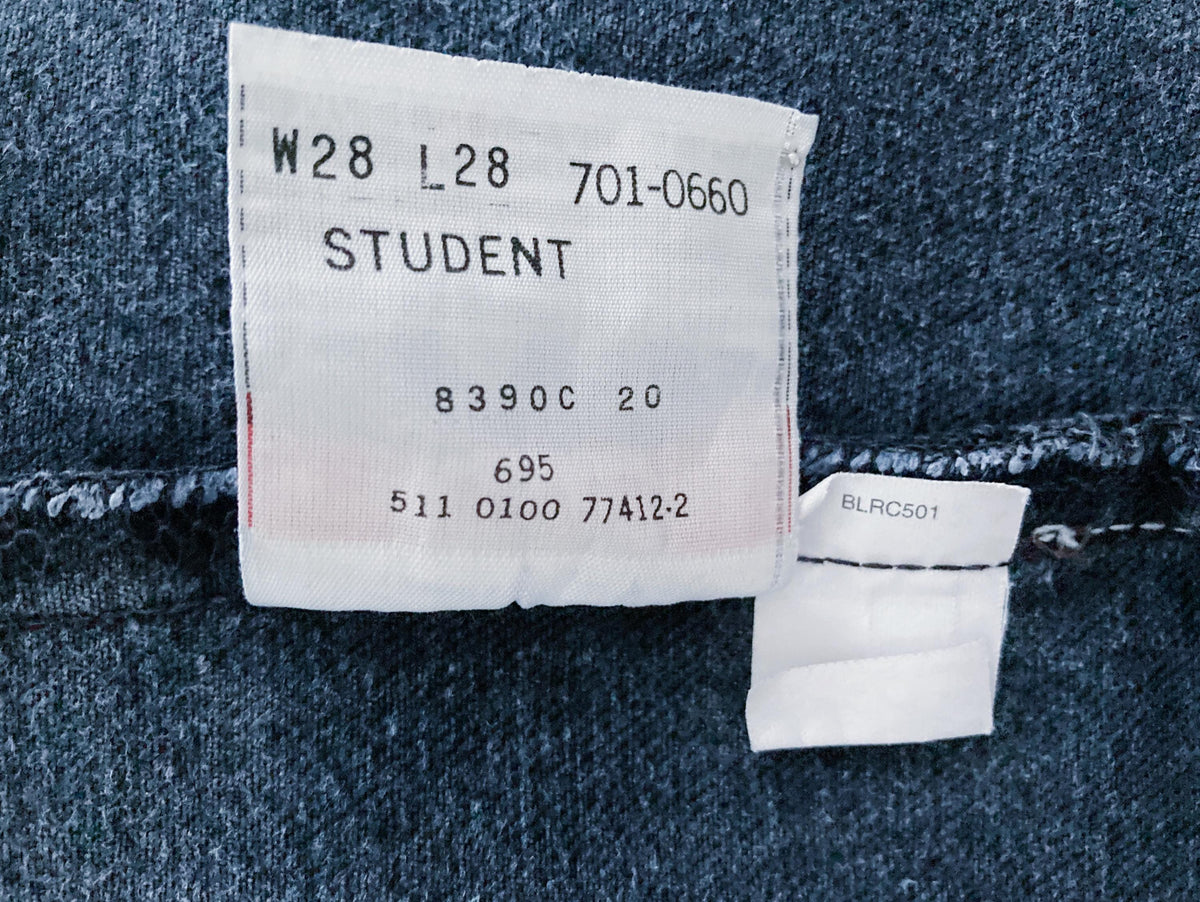 W28 L28 701-0660
STUDENT
8390C 20
695
511 0100 77412-2
BLRC501